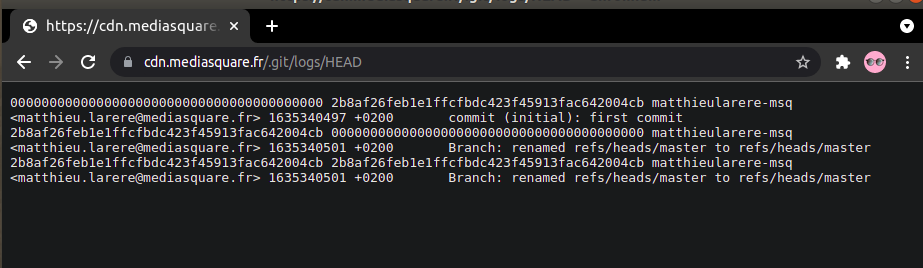 https://cdn.mediasquare.
cdn.mediasquare.fr/.git/logs/HEAD
0000000000000000000000000000000000000000 2b8af26feb1e1ffcfbdc423f45913fac642004cb matthieularere-msq
<matthieu.larere@mediasquare.fr> 1635340497 +0200 commit (initial): first commit
2b8af26feb1e1ffcfbdc423f45913fac642004cb 0000000000000000000000000000000000000000 matthieularere-msq
<matthieu.larere@mediasquare.fr> 1635340501 +0200 Branch: renamed refs/heads/master to refs/heads/master
2b8af26feb1e1ffcfbdc423f45913fac642004cb 2b8af26feb1e1ffcfbdc423f45913fac642004cb matthieularere-msq
<matthieu.larere@mediasquare.fr> 1635340501 +0200 Branch: renamed refs/heads/master to refs/heads/master